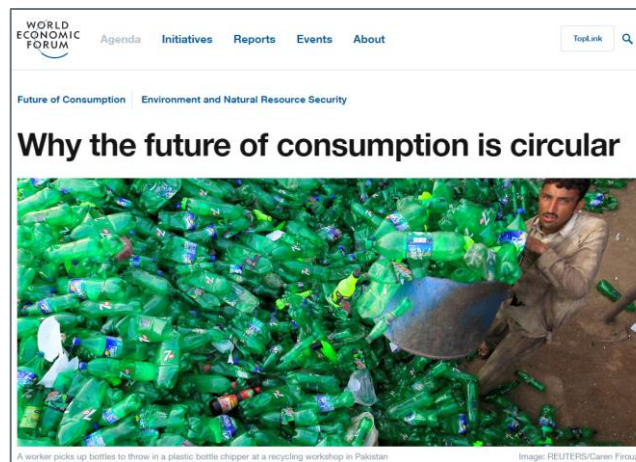 WORLD
ECONOMIC
FORUM
Agenda Initiatives Reports Events About
TopLink
Future of Consumption Environment and Natural Resource Security
Why the future of consumption is circular
A worker picks up bottles to throw in a plastic bottle chipper at a recycling workshop in Pakistan
Image: REUTERS/Caren Firouz